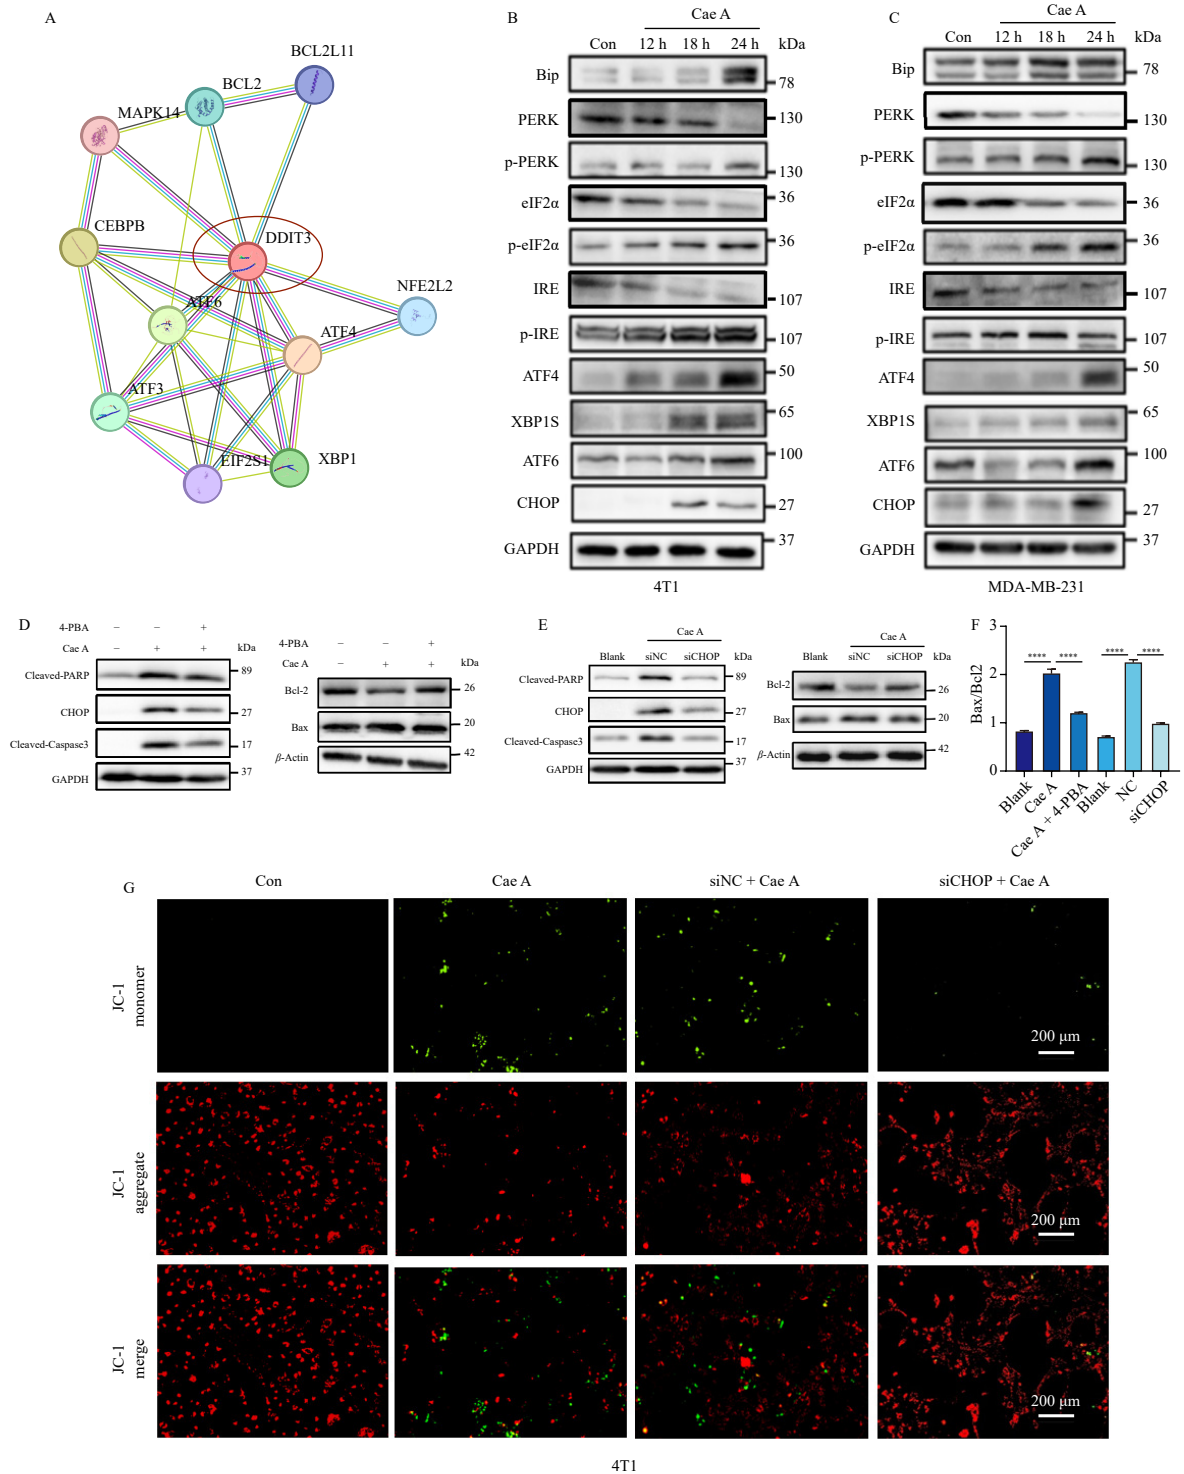 A
BCL2L11
BCL2
MAPK14
CEBPB
DDIT3
NFE2L2
ATF6
ATF4
ATF3
EIF2S1
XBP1
B
Cae A
Con 12 h 18 h 24 h kDa
Bip 78
PERK 130
p-PERK 130
eIF2α 36
p-eIF2α 36
IRE 107
p-IRE 107
ATF4 50
XBP1S 65
ATF6 100
CHOP 27
GAPDH 37
4T1
C
Cae A
Con 12 h 18 h 24 h kDa
Bip 78
PERK 130
p-PERK 130
eIF2α 36
p-eIF2α 36
IRE 107
p-IRE 107
ATF4 50
XBP1S 65
ATF6 100
CHOP 27
GAPDH 37
MDA-MB-231
D
4-PBA – – +
Cae A – + + kDa
Cleaved-PARP 89
CHOP 27
Cleaved-Caspase3 17
GAPDH 37
4-PBA – – +
Cae A – + + kDa
Bcl-2 26
Bax 20
β-Actin 42
E
Cae A
Blank siNC siCHOP kDa
Cleaved-PARP 89
CHOP 27
Cleaved-Caspase3 17
GAPDH 37
Cae A
Blank siNC siCHOP kDa
Bcl-2 26
Bax 20
β-Actin 42
F
Bax/Bcl2
3
2
1
0
**** **** **** ****
Blank
Cae A
Cae A + 4-PBA
Blank
NC
siCHOP
G
Con Cae A siNC + Cae A siCHOP + Cae A
JC-1
monomer
200 μm
JC-1
aggregate
200 μm
JC-1
merge
200 μm
4T1